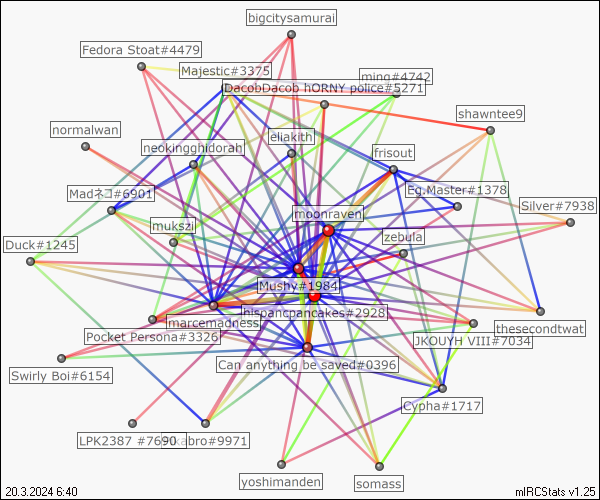 bigcitysamurai
Fedora Stoat#4479
Majestic#3375
ming#4742
DacobDacob hORNY police#5271
shawntee9
normalwan
eliakith
neokingghidorah
frisout
Madネコ#6901
Eg.Master#1378
Silver#7938
moonraven
mukszi
zebula
Duck#1245
Mushy#1984
hispancpancakes#2928
marcemadness
thesecondtwat
Pocket Persona#3326
JKOUYH VIII#7034
Can anything be saved#0396
Swirly Boi#6154
Cypha#1717
LPK2387 #7690
abro#9971
yoshimanden
somass
20.3.2024 6:40
mIRCStats v1.25